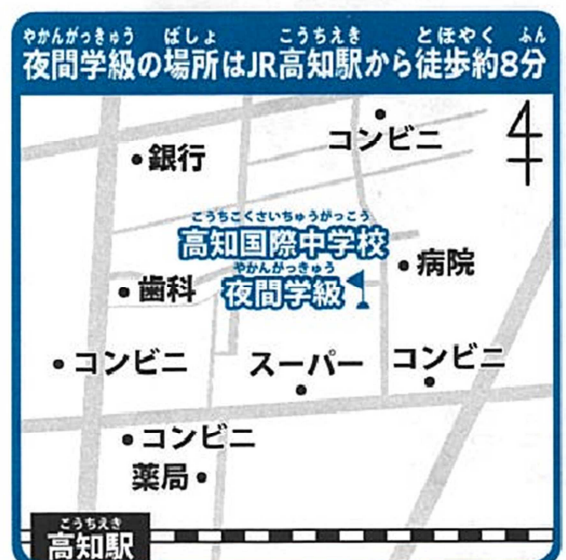 やかんがっきゅう ばしょ こうちえき とほやく ふん
夜間学級の場所はJR高知駅から徒歩約8分
コンビニ
銀行
こうちこくさいちゅうがっこう
高知国際中学校
やかんがっきゅう
夜間学級
病院
歯科
コンビニ
スーパー
コンビニ
コンビニ
薬局
こうちえき
高知駅